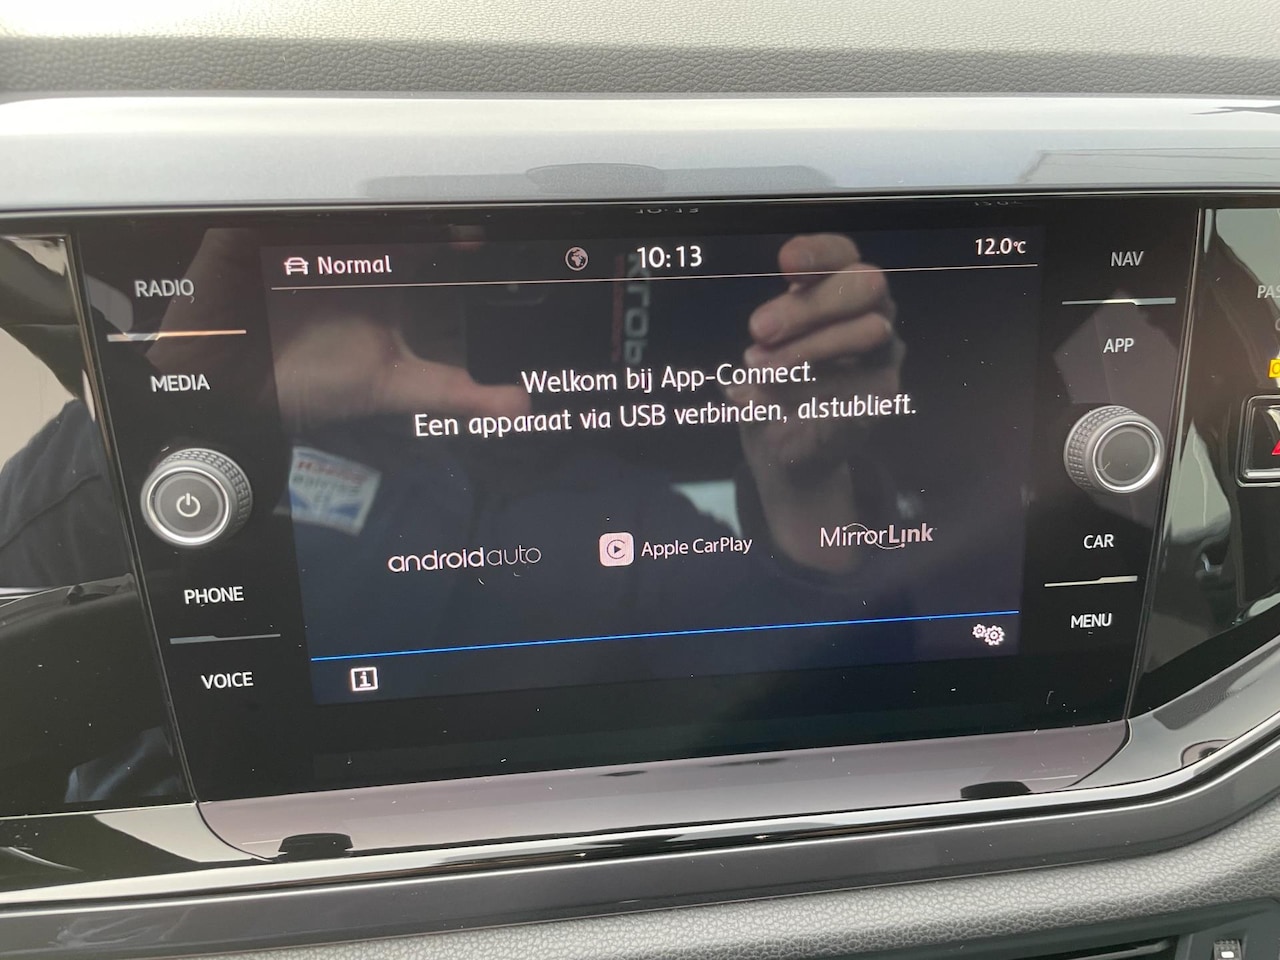 Normal
10:13
12.0°C
RADIO
MEDIA
PHONE
VOICE
Welkom bij App-Connect.
Een apparaat via USB verbinden, alstublieft.
androidauto
Apple CarPlay
MirrorLink
i
NAV
APP
CAR
MENU